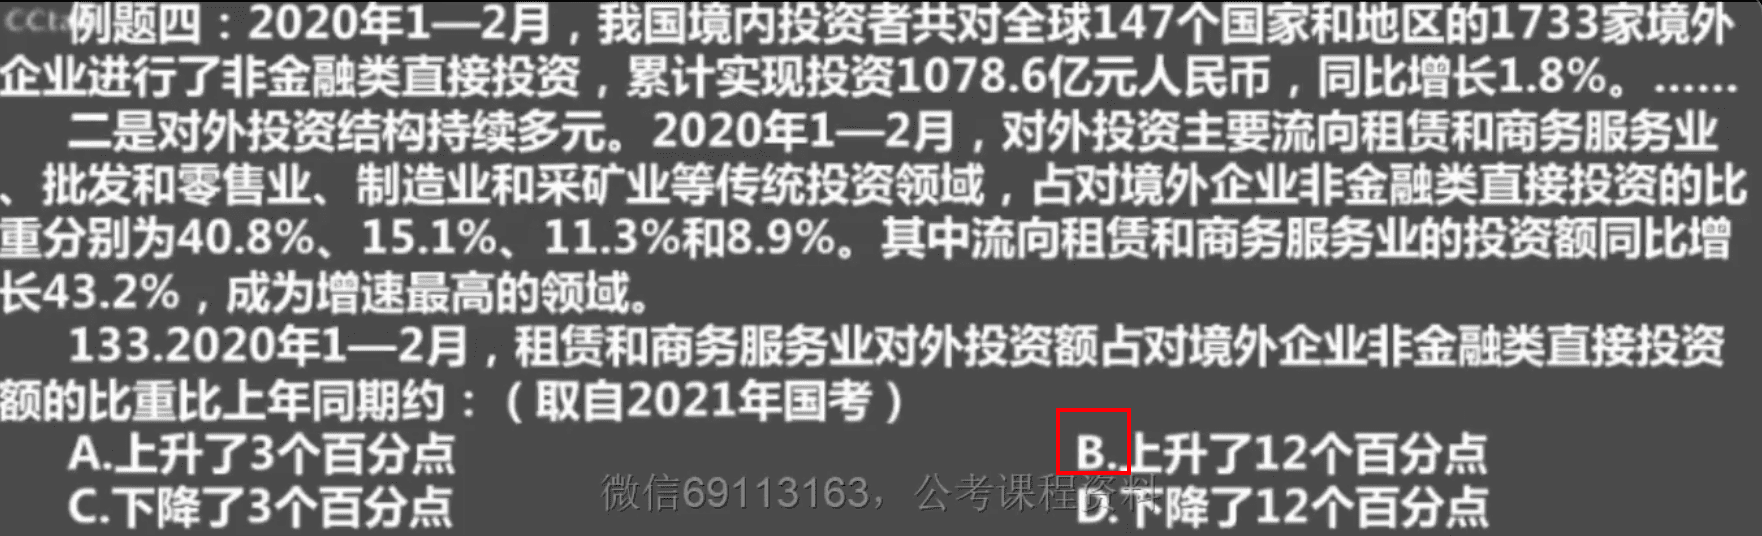 CCta
例题四：2020年1—2月，我国境内投资者共对全球147个国家和地区的1733家境外
企业进行了非金融类直接投资，累计实现投资1078.6亿元人民币，同比增长1.8%。……
二是对外投资结构持续多元。2020年1—2月，对外投资主要流向租赁和商务服务业
、批发和零售业、制造业和采矿业等传统投资领域，占对境外企业非金融类直接投资的比
重分别为40.8%、15.1%、11.3%和8.9%。其中流向租赁和商务服务业的投资额同比增
长43.2%，成为增速最高的领域。
133.2020年1—2月，租赁和商务服务业对外投资额占对境外企业非金融类直接投资
额的比重比上年同期约：（取自2021年国考）
A.上升了3个百分点 B.上升了12个百分点
微信69113163，公考课程资料
C.下降了3个百分点 D.下降了12个百分点